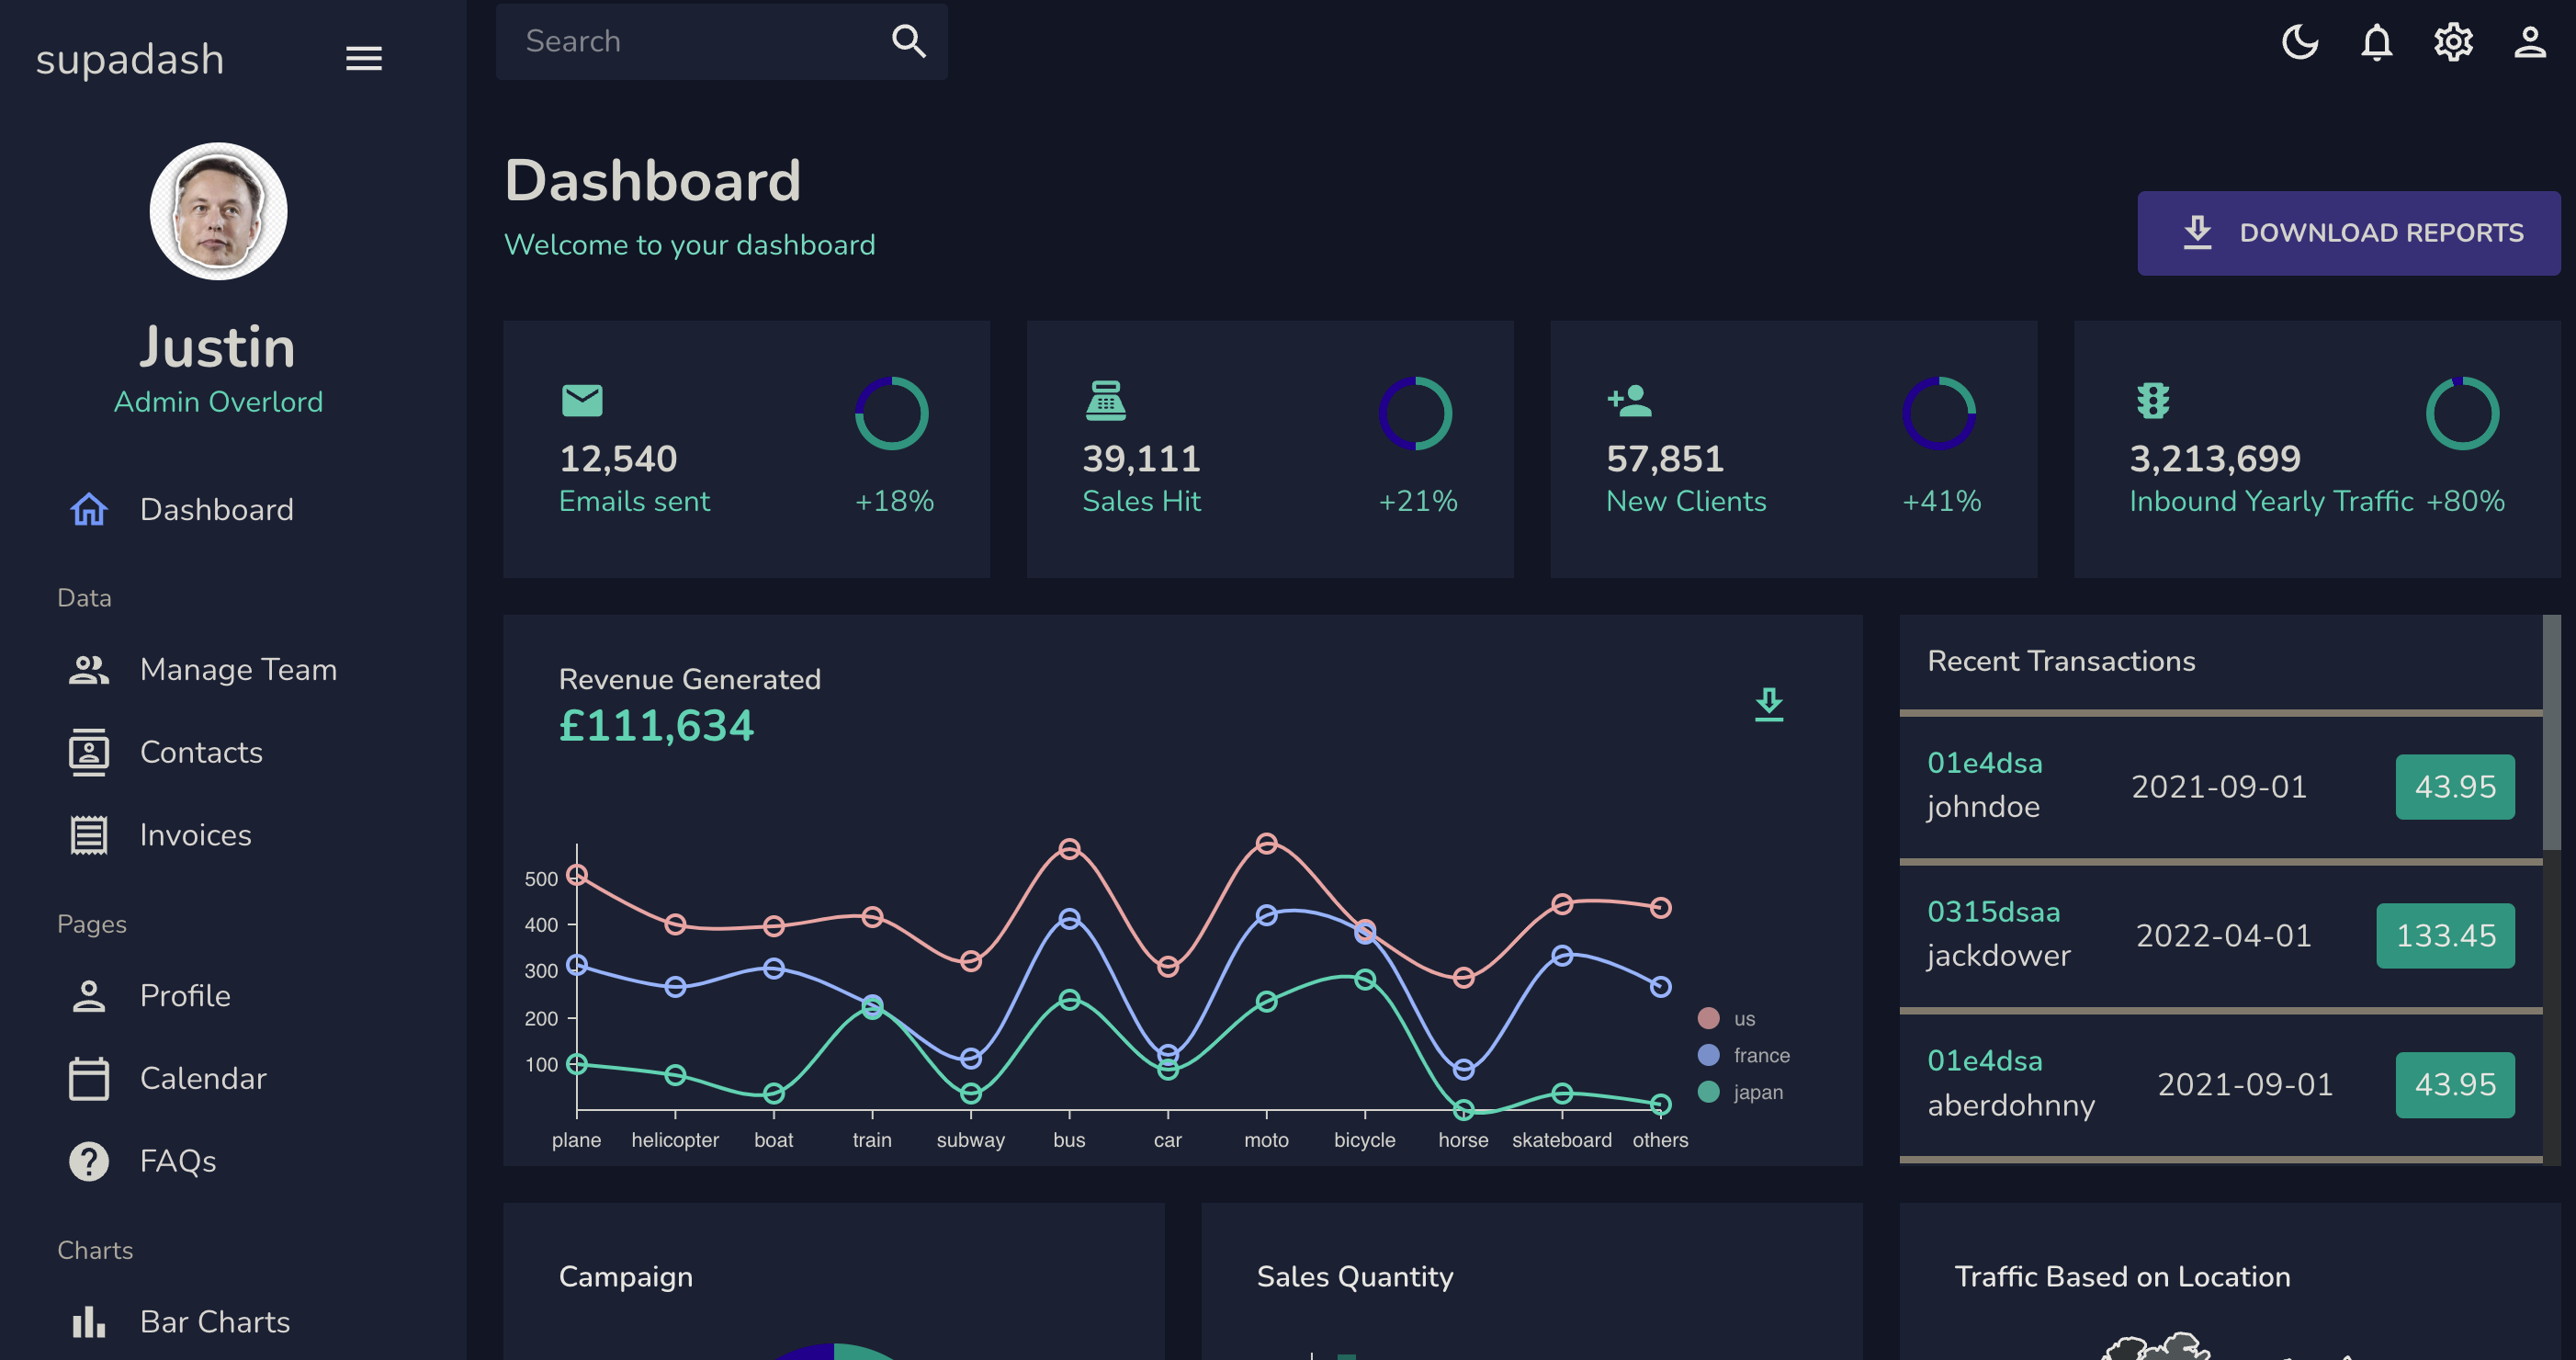 supadash
Search
Justin
Admin Overlord
Dashboard
Data
Manage Team
Contacts
Invoices
Pages
Profile
Calendar
FAQs
Charts
Bar Charts
Dashboard
Welcome to your dashboard
DOWNLOAD REPORTS
12,540
Emails sent +18%
39,111
Sales Hit +21%
57,851
New Clients +41%
3,213,699
Inbound Yearly Traffic +80%
Revenue Generated
£111,634
500
400
300
200
100
plane helicopter boat train subway bus car moto bicycle horse skateboard others
us
france
japan
Recent Transactions
01e4dsa
johndoe
2021-09-01
43.95
0315dsaa
jackdower
2022-04-01
133.45
01e4dsa
aberdohnny
2021-09-01
43.95
Campaign
Sales Quantity
Traffic Based on Location